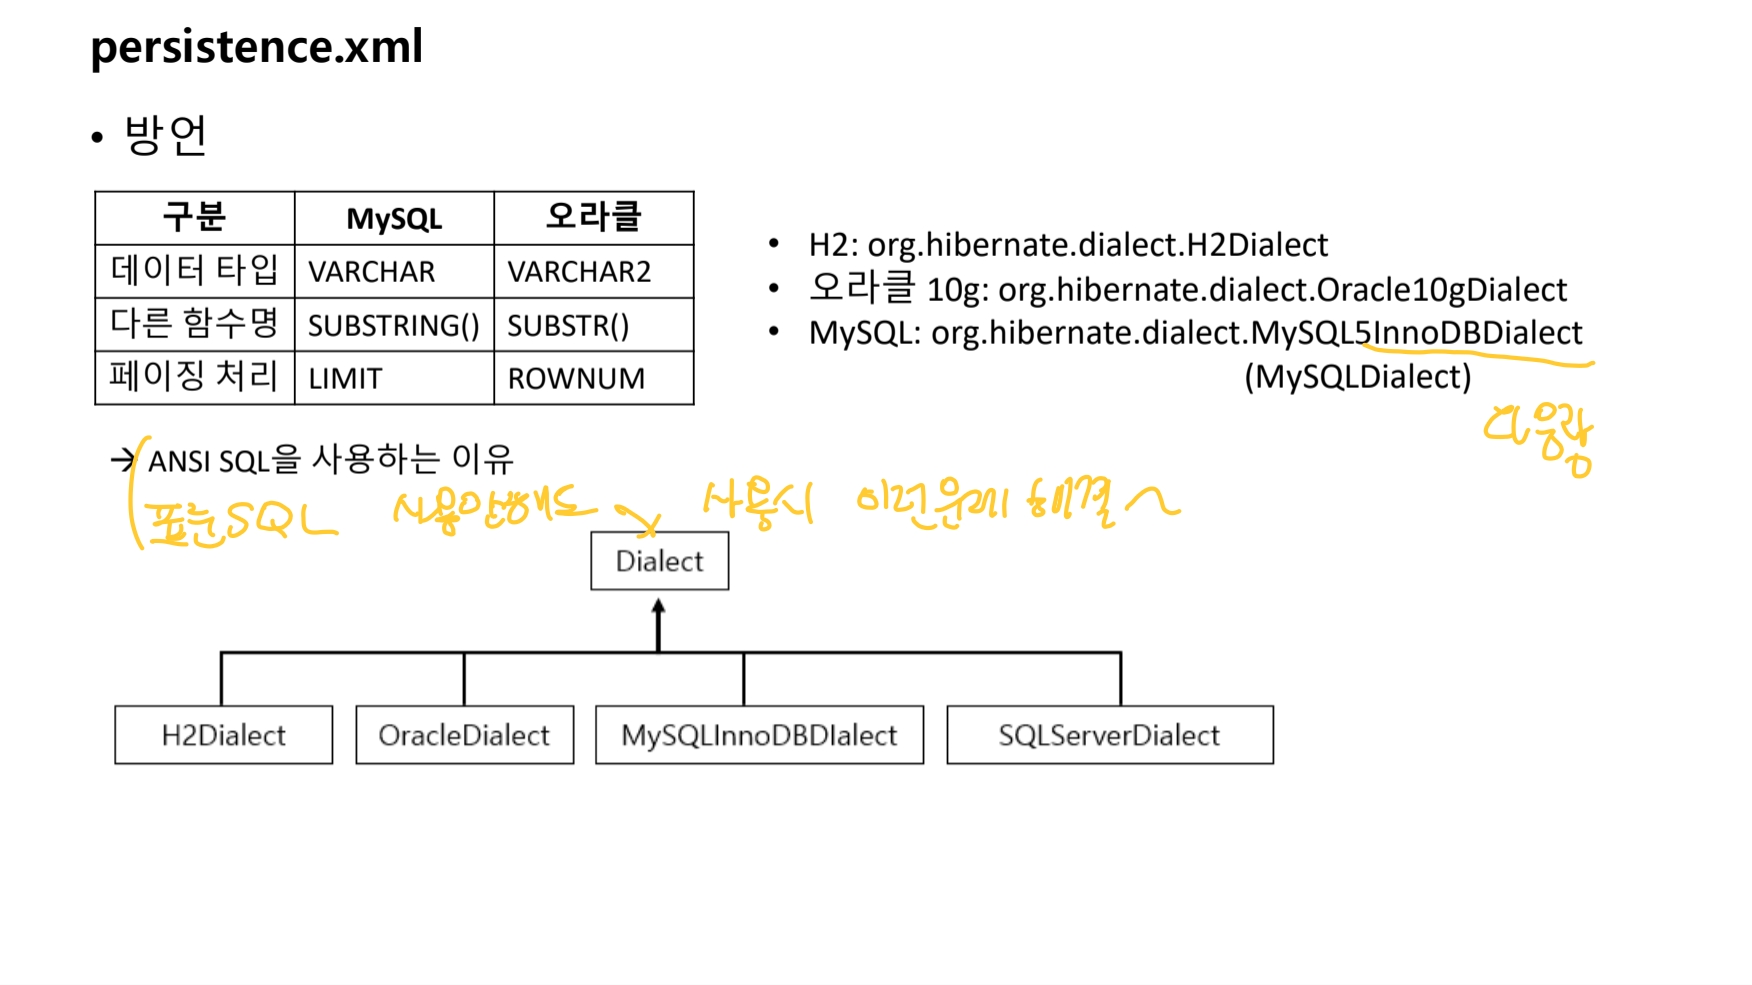 persistence.xml
• 방언
구분 MySQL 오라클
데이터 타입 VARCHAR VARCHAR2
다른 함수명 SUBSTRING() SUBSTR()
페이징 처리 LIMIT ROWNUM
• H2: org.hibernate.dialect.H2Dialect
• 오라클 10g: org.hibernate.dialect.Oracle10gDialect
• MySQL: org.hibernate.dialect.MySQL5InnoDBDialect
(MySQLDialect)
→ ANSI SQL을 사용하는 이유
표준SQL 사용안해도 사용시 이런문제 해결~
Dialect
H2Dialect OracleDialect MySQLInnoDBDIalect SQLServerDialect